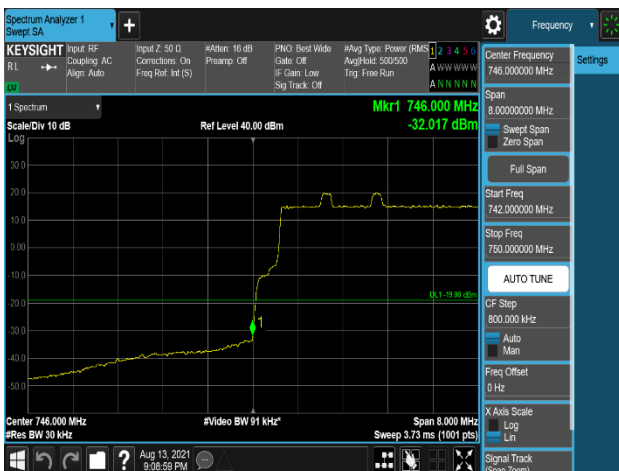 Spectrum Analyzer 1
Swept SA
+
Frequency
KEYSIGHT
RL
LW
Input: RF
Coupling: AC
Align: Auto
Input Z: 50 Ω
Corrections: On
Freq Ref: Int (S)
#Atten: 16 dB
Preamp: Off
PNO: Best Wide
Gate: Off
IF Gain: Low
Sig Track: Off
#Avg Type: Power (RMS
Avg|Hold: 500/500
Trig: Free Run
1 2 3 4 5 6
A W W W W W
A N N N N N
1 Spectrum
Scale/Div 10 dB
Ref Level 40.00 dBm
Mkr1 746.000 MHz
-32.017 dBm
Log
30.0
20.0
10.0
0.00
-10.0
-20.0
-30.0
-40.0
-50.0
DL1 -19.00 dBm
1
Center 746.000 MHz
#Res BW 30 kHz
#Video BW 91 kHz*
Span 8.000 MHz
Sweep 3.73 ms (1001 pts)
Aug 13, 2021
9:08:59 PM
?
Center Frequency
746.000000 MHz
Settings
Span
8.00000000 MHz
Swept Span
Zero Span
Full Span
Start Freq
742.000000 MHz
Stop Freq
750.000000 MHz
AUTO TUNE
CF Step
800.000 kHz
Auto
Man
Freq Offset
0 Hz
X Axis Scale
Log
Lin
Signal Track
(Span Zoom)